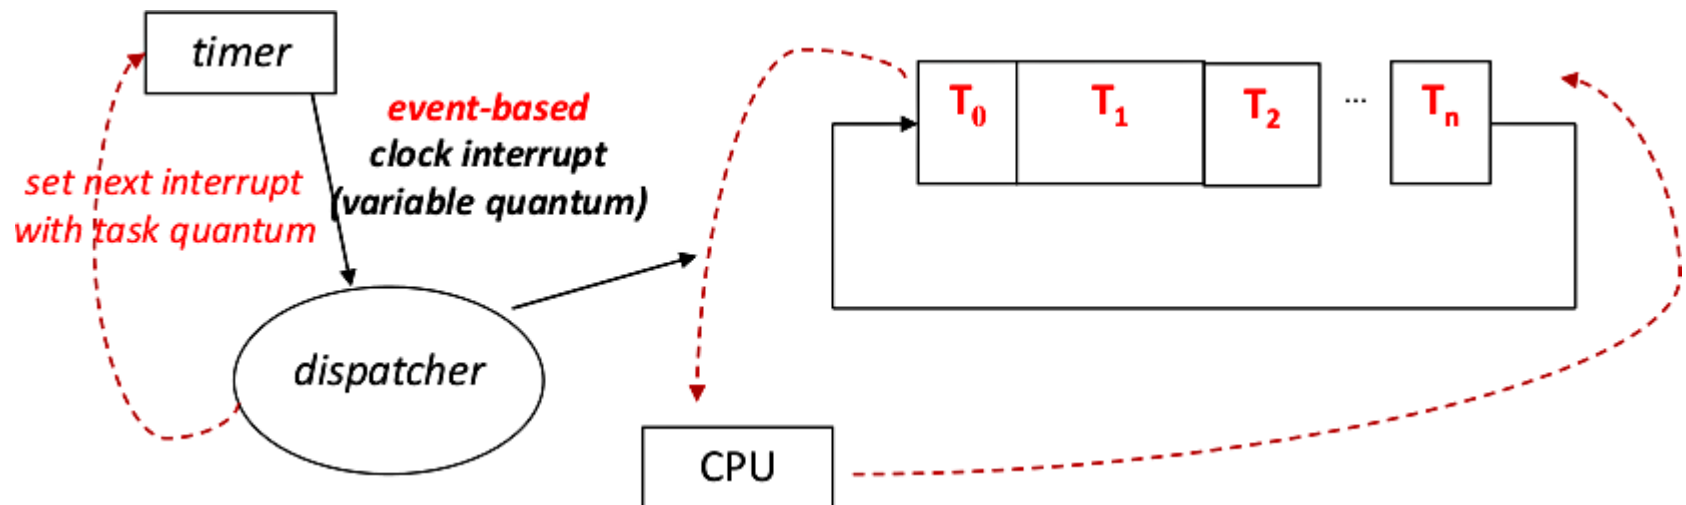 timer
event-based
clock interrupt
(variable quantum)
set next interrupt
with task quantum
dispatcher
T₀ T₁ T₂ ... Tₙ
CPU